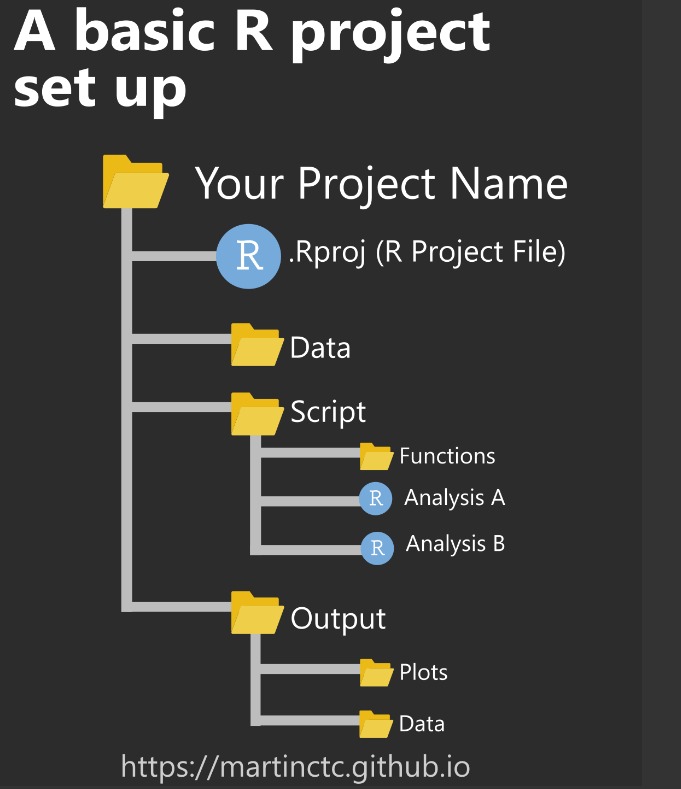 A basic R project
set up
Your Project Name
R .Rproj (R Project File)
Data
Script
Functions
R Analysis A
R Analysis B
Output
Plots
Data
https://martinctc.github.io